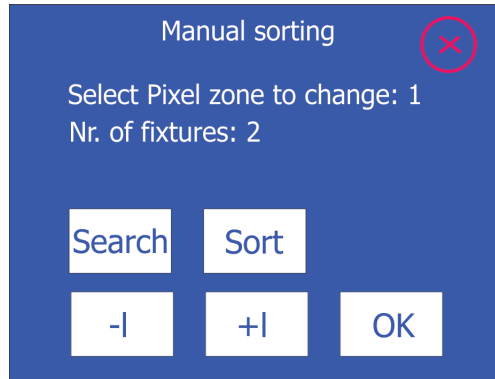 Manual sorting
Select Pixel zone to change: 1
Nr. of fixtures: 2
Search Sort
-l +l OK